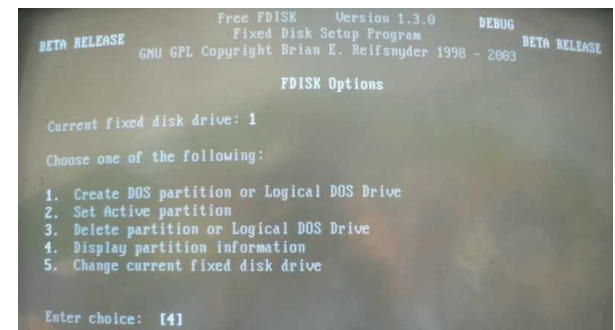 Free FDISK Version 1.3.0 DEBUG
BETA RELEASE Fixed Disk Setup Program BETA RELEASE
GNU GPL Copyright Brian E. Reifsnyder 1998 - 2003
FDISK Options
Current fixed disk drive: 1
Choose one of the following:
1. Create DOS partition or Logical DOS Drive
2. Set Active partition
3. Delete partition or Logical DOS Drive
4. Display partition information
5. Change current fixed disk drive
Enter choice: [4]